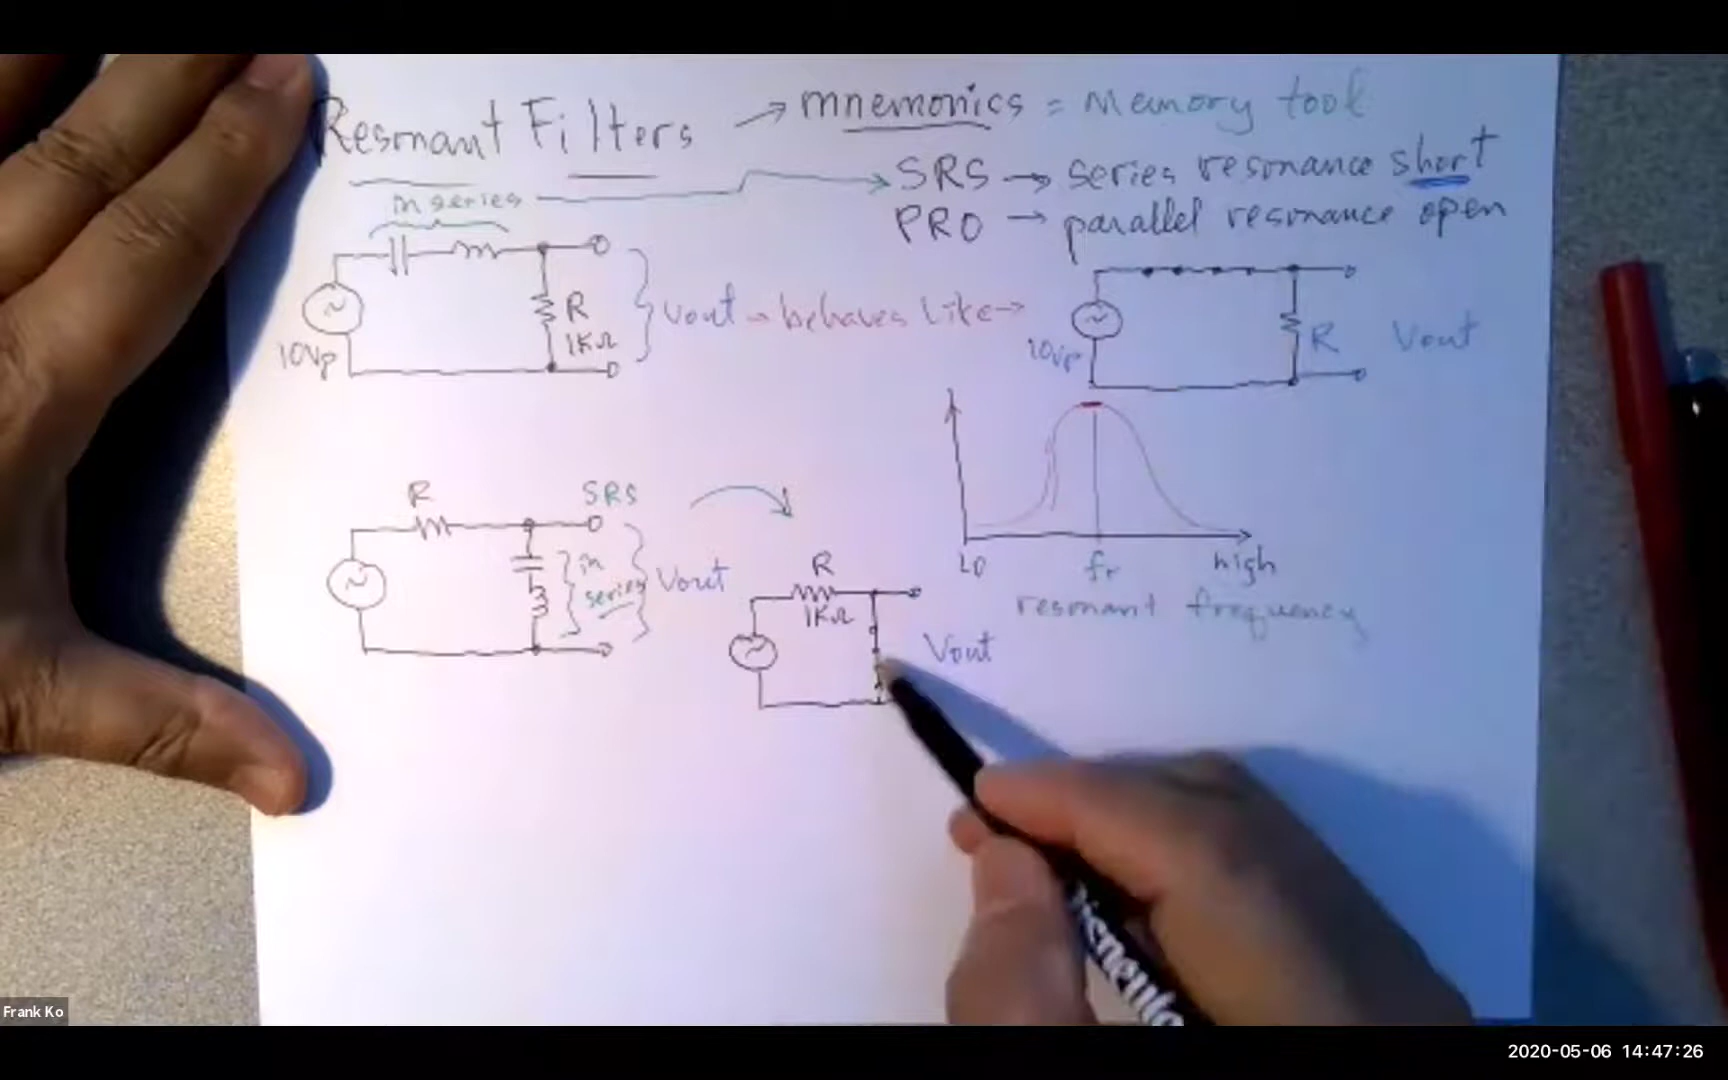 Resonant Filters → mnemonics = Memory tool
SRS → series resonance short
in series
PRO → parallel resonance open
R
1KΩ
10Vp
Vout → behaves like →
10Vp
R
Vout
R
SRS
in
series
Vout
R
1KΩ
Vout
LO
fr
high
resonant frequency
Frank Ko
2020-05-06 14:47:26